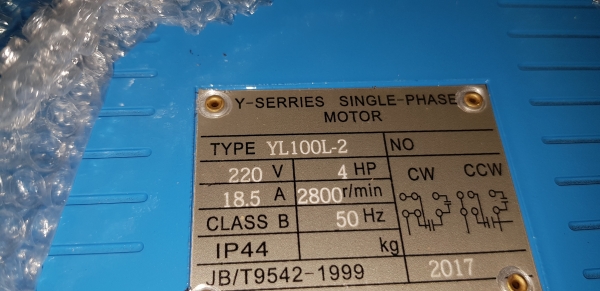 Y-SERRIES SINGLE-PHASE
MOTOR
TYPE YL100L-2 NO
220 V 4 HP CW CCW
18.5 A 2800r/min
CLASS B 50 Hz
IP44 kg
JB/T9542-1999 2017